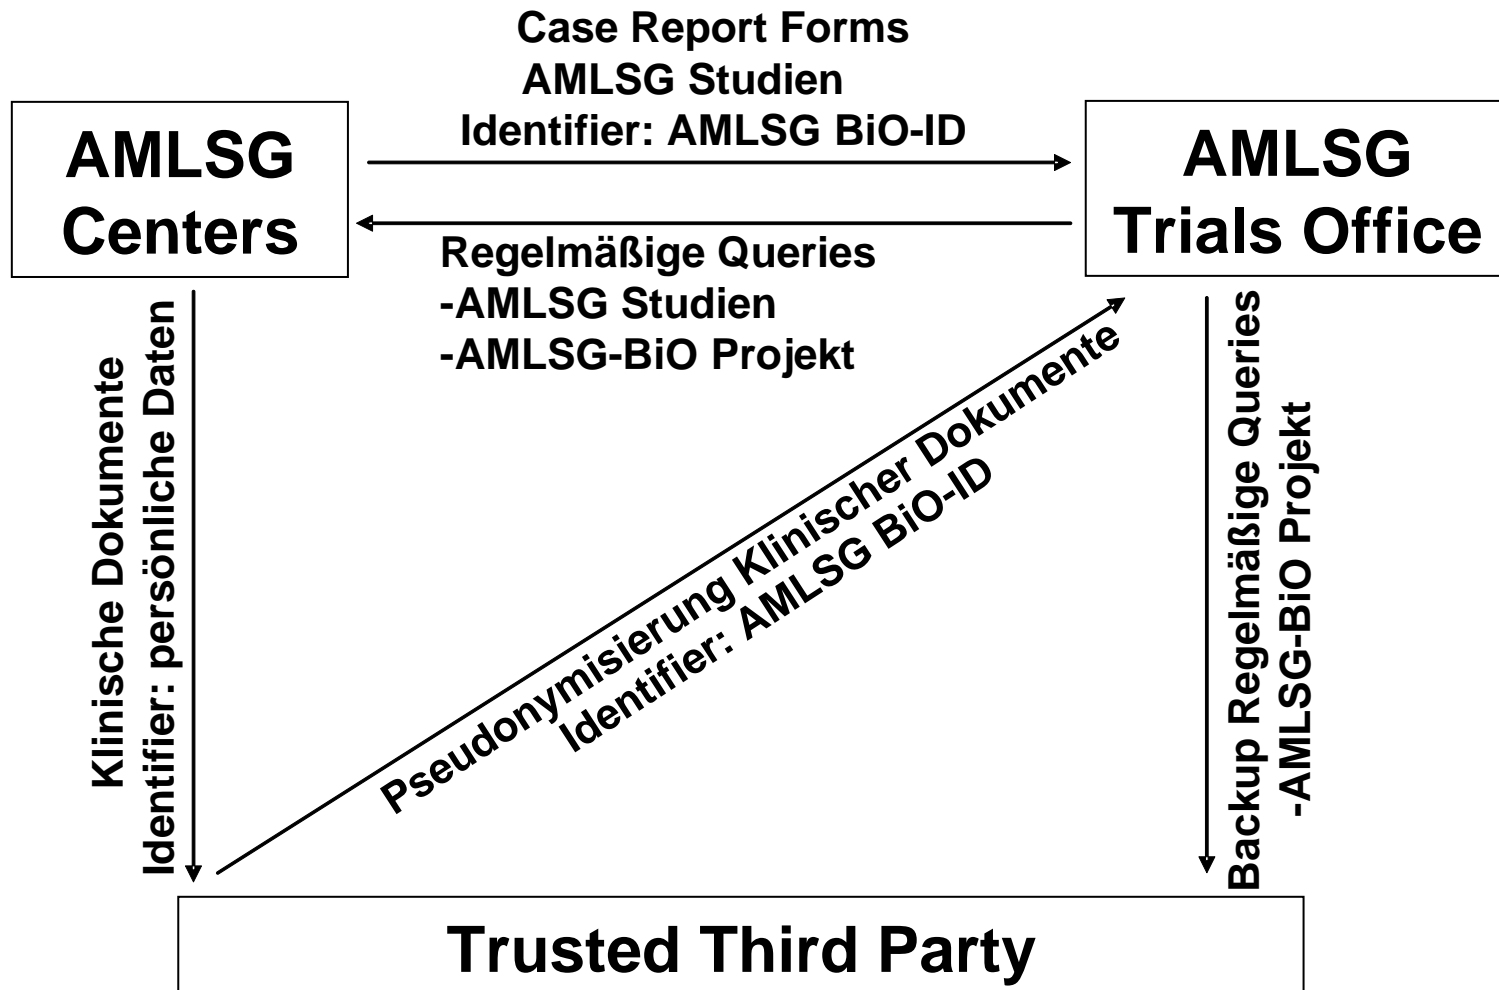 Case Report Forms
AMLSG Studien
Identifier: AMLSG BiO-ID
AMLSG
Centers
AMLSG
Trials Office
Regelmäßige Queries
-AMLSG Studien
-AMLSG-BiO Projekt
Klinische Dokumente
Identifier: persönliche Daten
Pseudonymisierung Klinischer Dokumente
Identifier: AMLSG BiO-ID
Backup Regelmäßige Queries
-AMLSG-BiO Projekt
Trusted Third Party